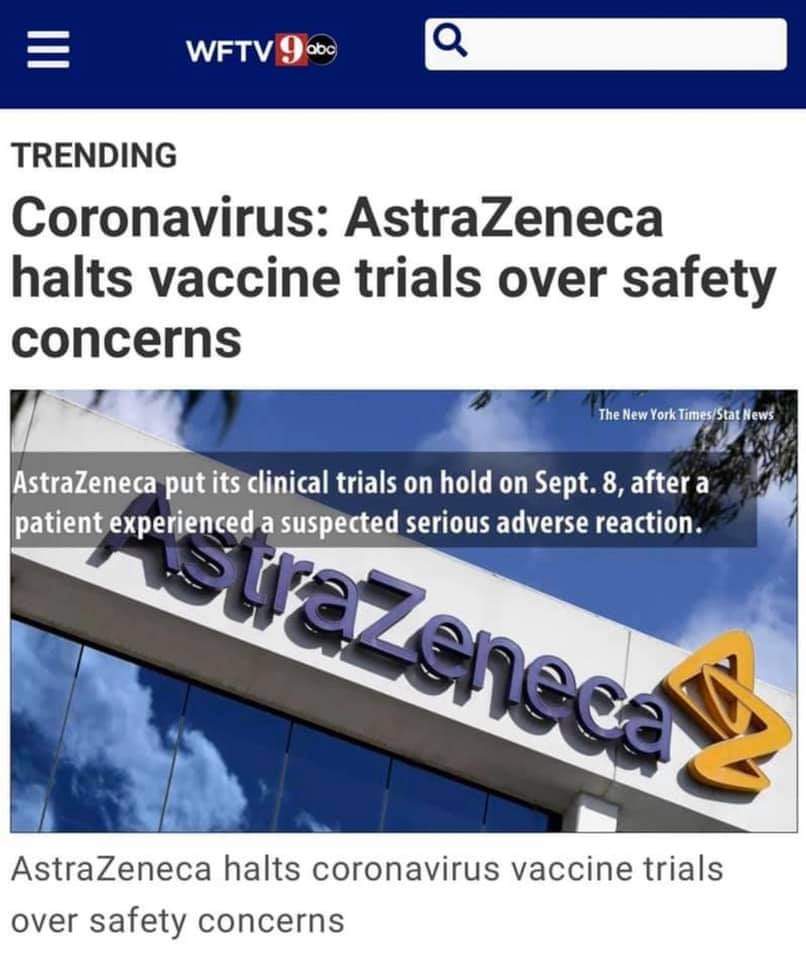 WFTV 9 abc
TRENDING
Coronavirus: AstraZeneca
halts vaccine trials over safety
concerns
The New York Times/Stat News
AstraZeneca put its clinical trials on hold on Sept. 8, after a
patient experienced a suspected serious adverse reaction.
AstraZeneca
AstraZeneca halts coronavirus vaccine trials
over safety concerns